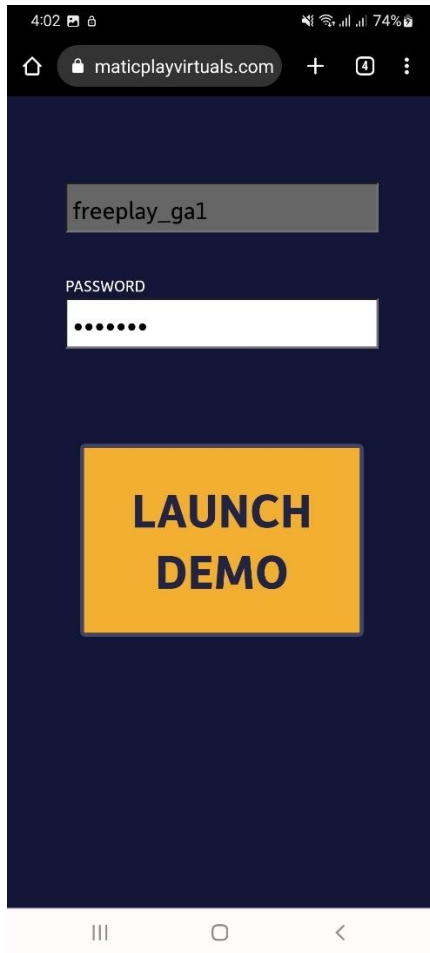 4:02 74%
maticplayvirtuals.com 4
freeplay_ga1
PASSWORD
•••••••
LAUNCH
DEMO